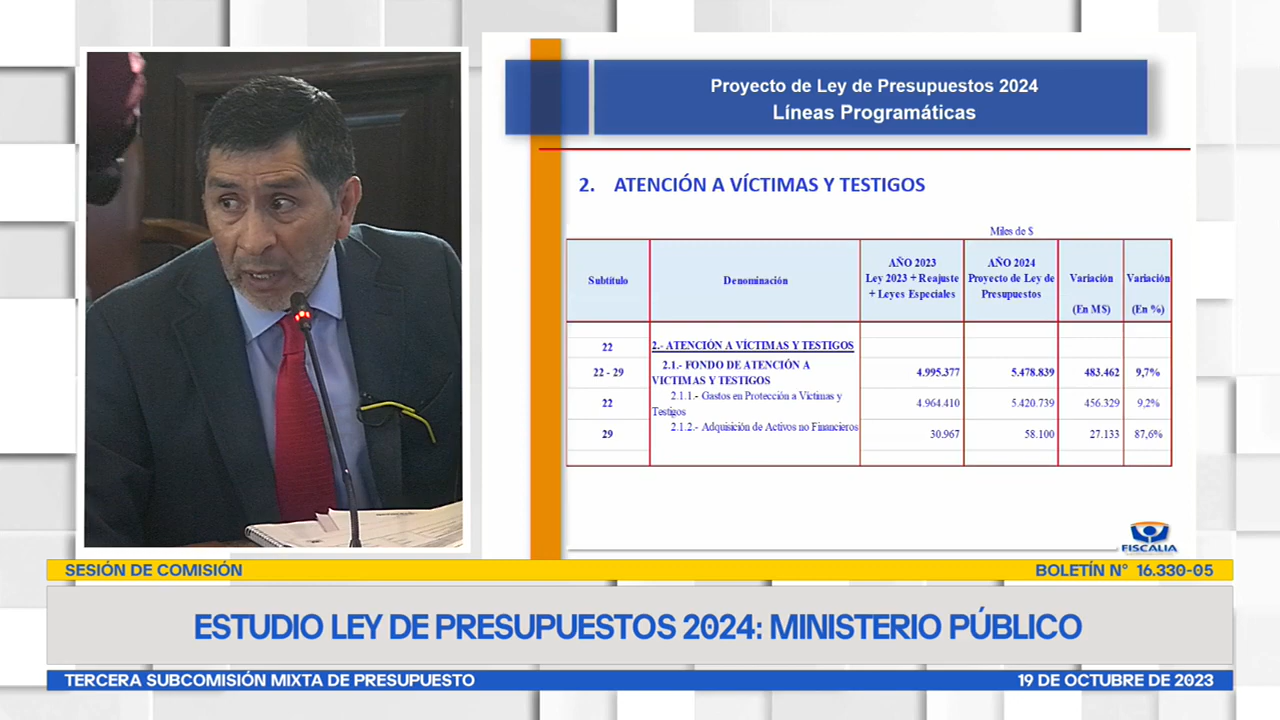 Proyecto de Ley de Presupuestos 2024
Líneas Programáticas
2. ATENCIÓN A VÍCTIMAS Y TESTIGOS
Miles de $
Subtítulo
Denominación
AÑO 2023
Ley 2023 + Reajuste
+ Leyes Especiales
AÑO 2024
Proyecto de Ley de
Presupuestos
Variación
(En M$)
Variación
(En %)
22
2.- ATENCIÓN A VÍCTIMAS Y TESTIGOS
22 - 29
2.1.- FONDO DE ATENCIÓN A
VICTIMAS Y TESTIGOS
4.995.377
5.478.839
483.462
9,7%
22
2.1.1.- Gastos en Protección a Víctimas y
Testigos
4.964.410
5.420.739
456.329
9,2%
29
2.1.2.- Adquisición de Activos no Financieros
30.967
58.100
27.133
87,6%
FISCALIA
SESIÓN DE COMISIÓN
BOLETÍN N° 16.330-05
ESTUDIO LEY DE PRESUPUESTOS 2024: MINISTERIO PÚBLICO
TERCERA SUBCOMISIÓN MIXTA DE PRESUPUESTO
19 DE OCTUBRE DE 2023